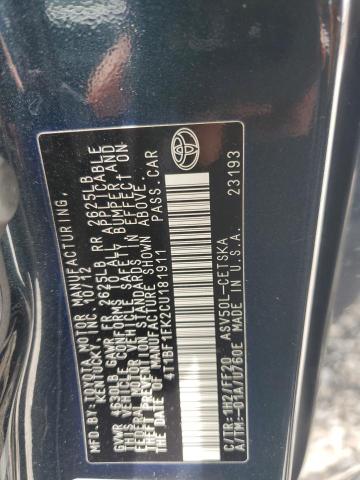 MFD. BY: TOYOTA MOTOR MANUFACTURING,
KENTUCKY, INC. 10/12
GVWR 4630LB GAWR FR 2625LB RR 2625LB
THIS VEHICLE CONFORMS TO ALL APPLICABLE
FEDERAL MOTOR VEHICLE SAFETY, BUMPER, AND
THEFT PREVENTION STANDARDS IN EFFECT ON
THE DATE OF MANUFACTURE SHOWN ABOVE.
4T1BF1FK2CU181911 PASS. CAR
C/TR:1H2/FF20 ASV50L-CETSKA
A/TM:-01A/U760E MADE IN U.S.A. 23193